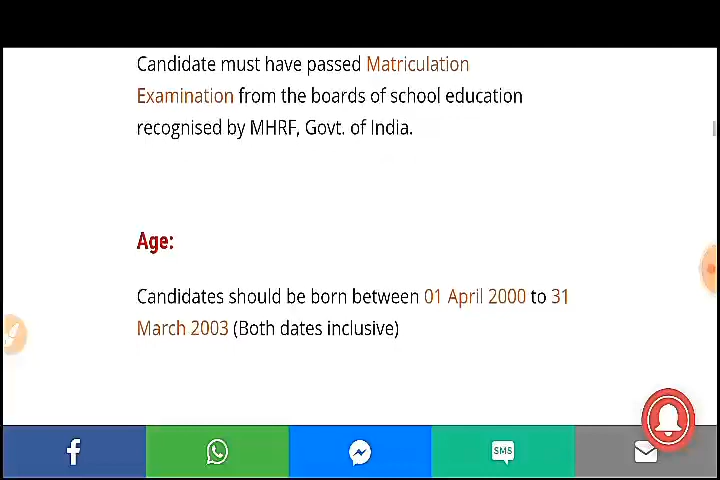 Candidate must have passed Matriculation
Examination from the boards of school education
recognised by MHRF, Govt. of India.
Age:
Candidates should be born between 01 April 2000 to 31
March 2003 (Both dates inclusive)
SMS